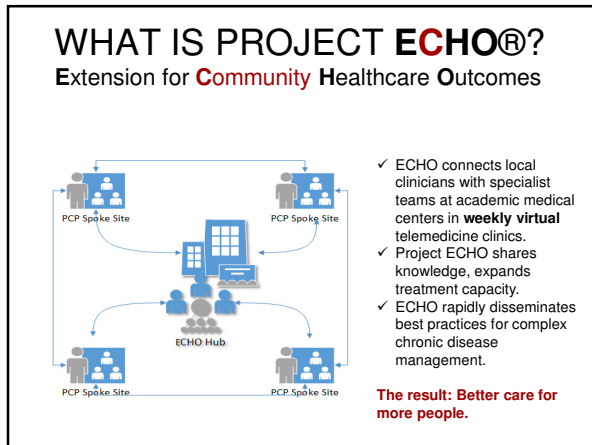 WHAT IS PROJECT ECHO®?
Extension for Community Healthcare Outcomes
PCP Spoke Site
PCP Spoke Site
ECHO Hub
PCP Spoke Site
PCP Spoke Site
✓ ECHO connects local
clinicians with specialist
teams at academic medical
centers in weekly virtual
telemedicine clinics.
✓ Project ECHO shares
knowledge, expands
treatment capacity.
✓ ECHO rapidly disseminates
best practices for complex
chronic disease
management.
The result: Better care for
more people.